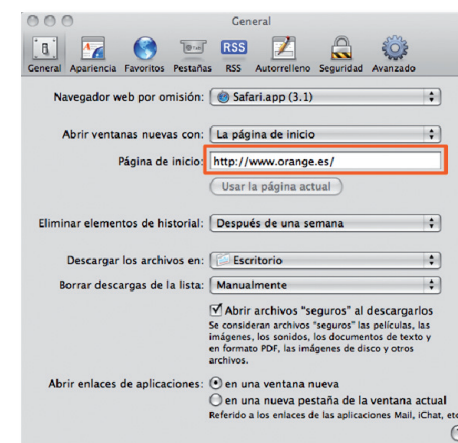 General
General Apariencia Favoritos Pestañas RSS Autorrelleno Seguridad Avanzado
Navegador web por omisión: Safari.app (3.1)
Abrir ventanas nuevas con: La página de inicio
Página de inicio: http://www.orange.es/
Usar la página actual
Eliminar elementos de historial: Después de una semana
Descargar los archivos en: Escritorio
Borrar descargas de la lista: Manualmente
Abrir archivos "seguros" al descargarlos
Se consideran archivos "seguros" las películas, las
imágenes, los sonidos, los documentos de texto y
en formato PDF, las imágenes de disco y otros
archivos.
Abrir enlaces de aplicaciones: en una ventana nueva
en una nueva pestaña de la ventana actual
Referido a los enlaces de las aplicaciones Mail, iChat, etc